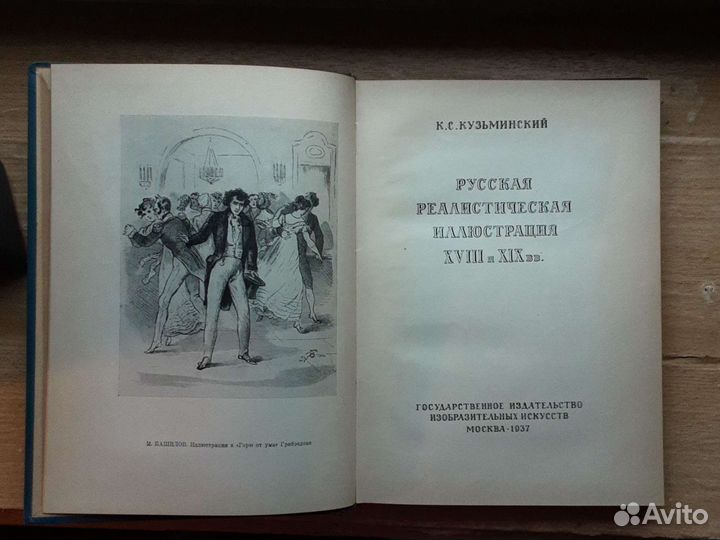 М. БАШИЛОВ. Иллюстрация к «Горю от ума» Грибоедова
К.С.КУЗЬМИНСКИЙ
РУССКАЯ
РЕАЛИСТИЧЕСКАЯ
ИЛЛЮСТРАЦИЯ
XVIII и XIX вв.
ГОСУДАРСТВЕННОЕ ИЗДАТЕЛЬСТВО
ИЗОБРАЗИТЕЛЬНЫХ ИСКУССТВ
МОСКВА · 1937
Avito